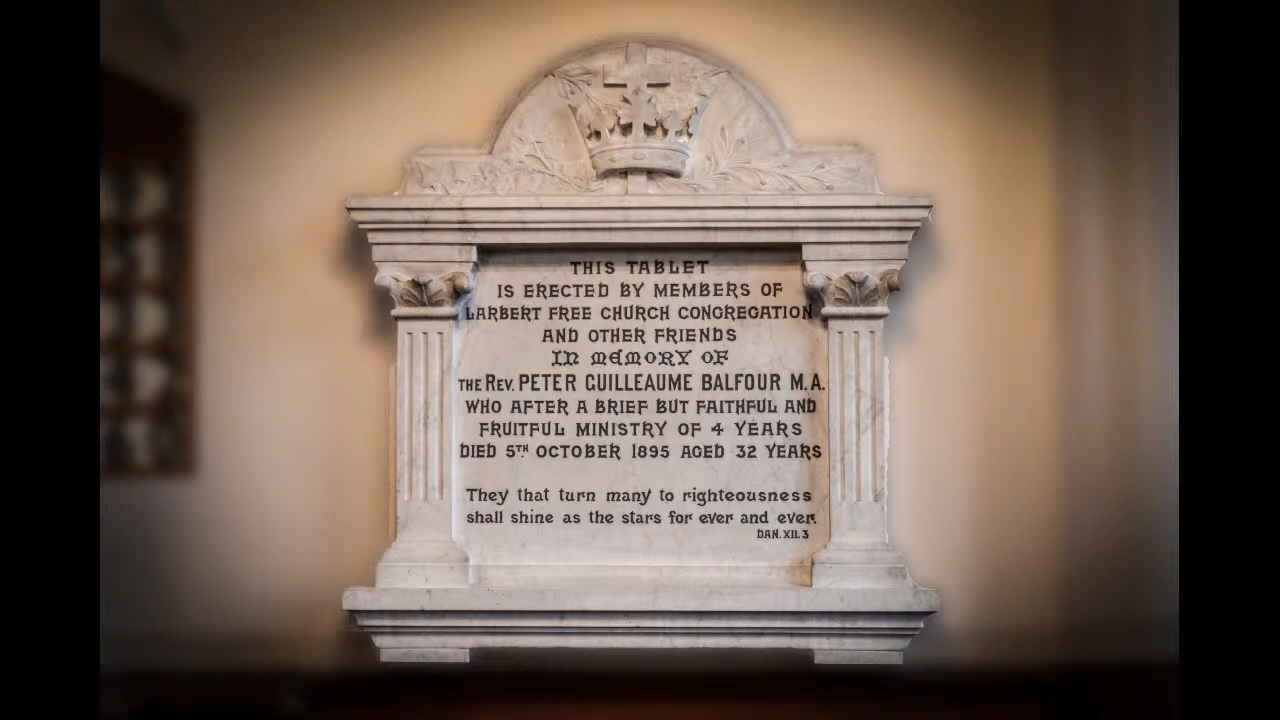 THIS TABLET
IS ERECTED BY MEMBERS OF
LARBERT FREE CHURCH CONGREGATION
AND OTHER FRIENDS
IN MEMORY OF
THE REV. PETER GUILLEAUME BALFOUR M.A.
WHO AFTER A BRIEF BUT FAITHFUL AND
FRUITFUL MINISTRY OF 4 YEARS
DIED 5TH OCTOBER 1895 AGED 32 YEARS
They that turn many to righteousness
shall shine as the stars for ever and ever.
DAN. XII. 3